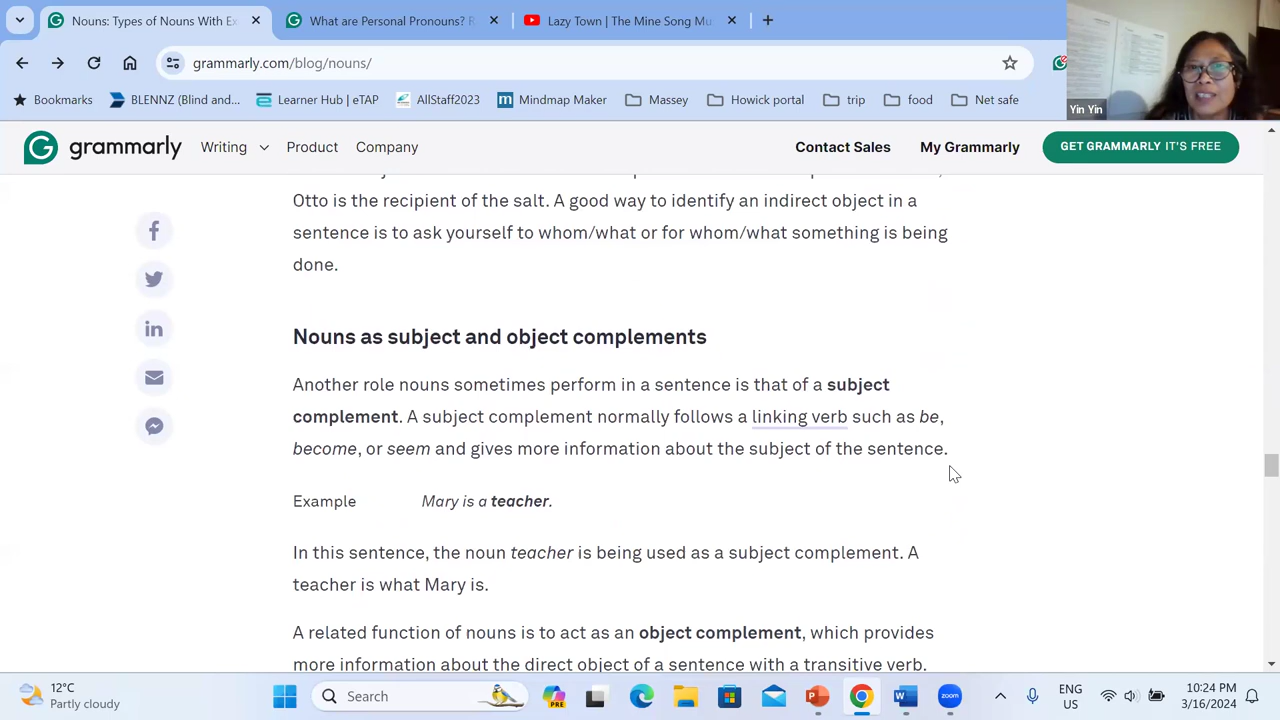 Nouns: Types of Nouns With Ex
What are Personal Pronouns? R
Lazy Town | The Mine Song Mu
grammarly.com/blog/nouns/
Bookmarks
BLENNZ (Blind and...
Learner Hub | eTAP
AllStaff2023
Mindmap Maker
Massey
Howick portal
trip
food
Net safe
Yin Yin
grammarly
Writing
Product
Company
Contact Sales
My Grammarly
GET GRAMMARLY IT'S FREE
Otto is the recipient of the salt. A good way to identify an indirect object in a
sentence is to ask yourself to whom/what or for whom/what something is being
done.
Nouns as subject and object complements
Another role nouns sometimes perform in a sentence is that of a subject
complement. A subject complement normally follows a linking verb such as be,
become, or seem and gives more information about the subject of the sentence.
Example Mary is a teacher.
In this sentence, the noun teacher is being used as a subject complement. A
teacher is what Mary is.
A related function of nouns is to act as an object complement, which provides
more information about the direct object of a sentence with a transitive verb.
12°C
Partly cloudy
Search
PRE
zoom
ENG
US
10:24 PM
3/16/2024